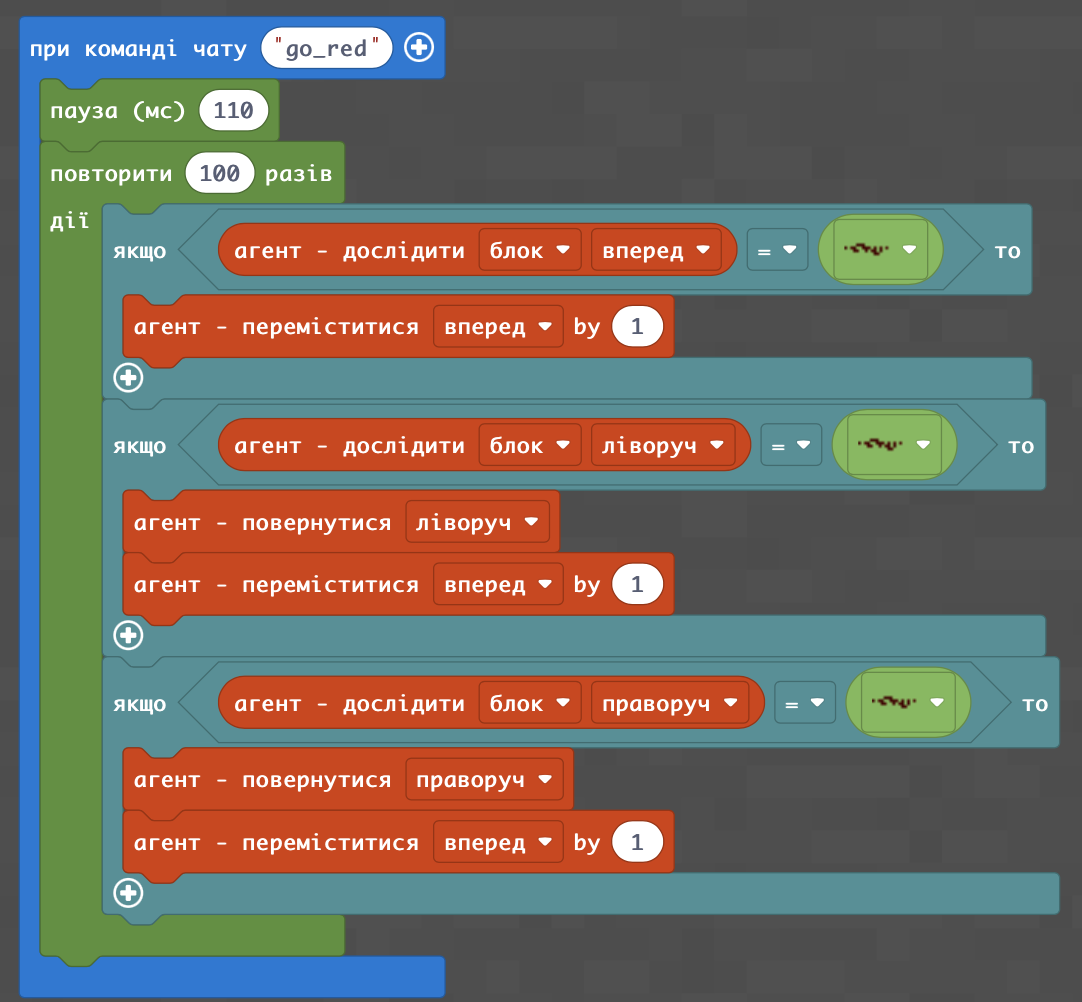 при команді чату "go_red"
пауза (мс) 110
повторити 100 разів
дії
якщо агент - дослідити блок вперед = то
агент - переміститися вперед by 1
якщо агент - дослідити блок ліворуч = то
агент - повернутися ліворуч
агент - переміститися вперед by 1
якщо агент - дослідити блок праворуч = то
агент - повернутися праворуч
агент - переміститися вперед by 1